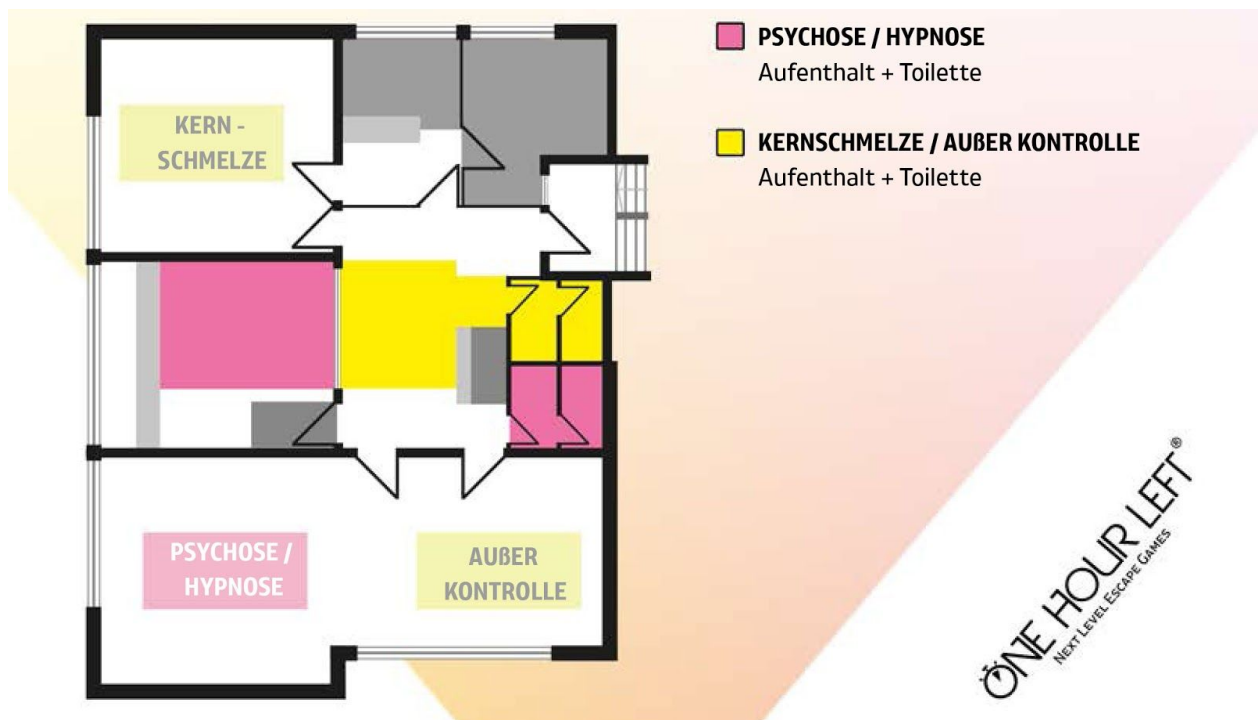 PSYCHOSE / HYPNOSE
Aufenthalt + Toilette
KERNSCHMELZE / AUßER KONTROLLE
Aufenthalt + Toilette
KERN -
SCHMELZE
PSYCHOSE /
HYPNOSE
AUßER
KONTROLLE
ONE HOUR LEFT®
NEXT LEVEL ESCAPE GAMES